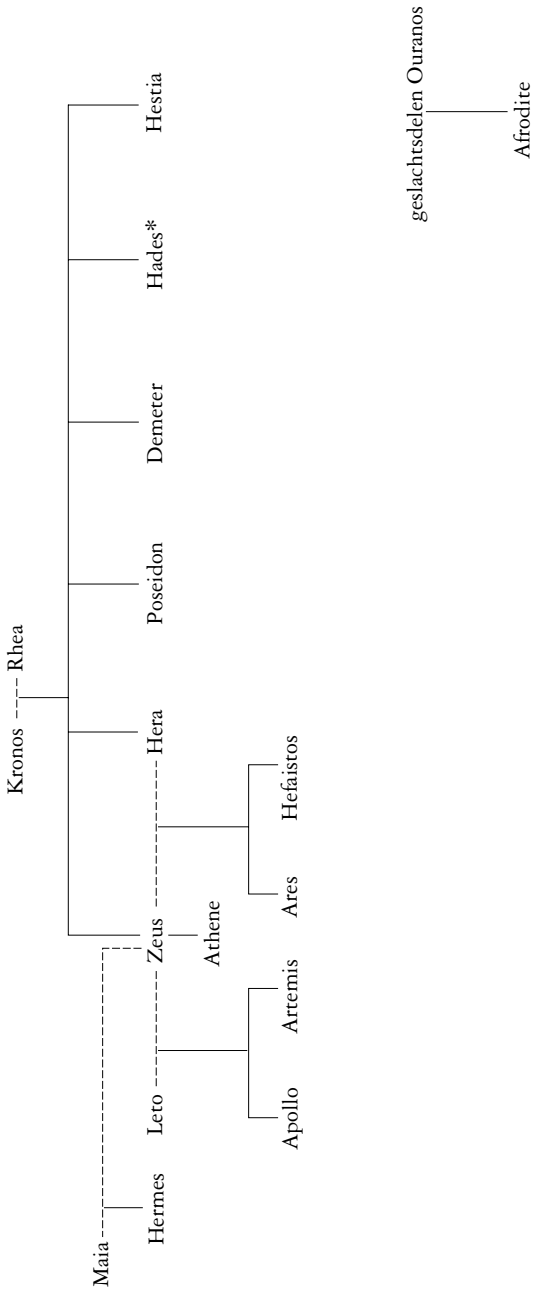 Kronos Rhea
Maia
Hermes
Leto
Zeus
Hera
Poseidon
Demeter
Hades*
Hestia
Athene
Apollo
Artemis
Ares
Hefaistos
geslachtsdelen Ouranos
Afrodite